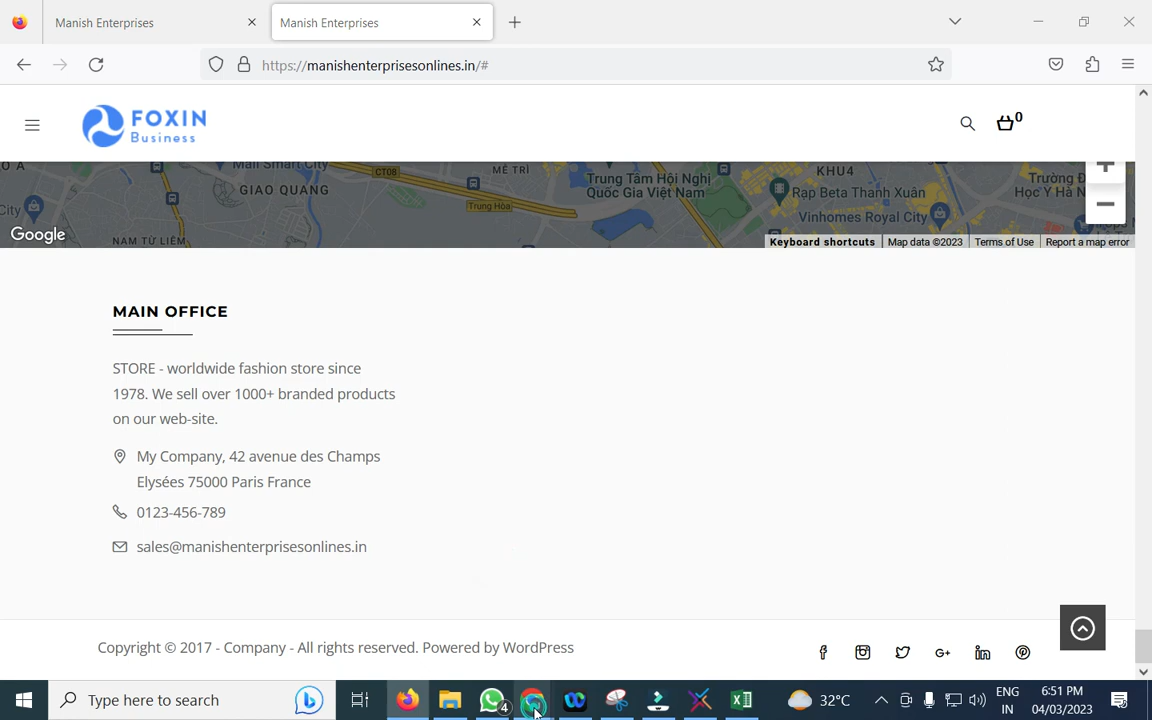 Manish Enterprises
Manish Enterprises
https://manishenterprisesonlines.in/#
FOXIN
Business
0
CT08
MỄ TRÌ
GIAO QUANG
Trung Hoà
Trung Tâm Hội Nghị
Quốc Gia Việt Nam
KHU4
Rạp Beta Thanh Xuân
Vinhomes Royal City
Trường Đ
Học Y Hà N
City
NAM TỪ LIÊM
Google
Keyboard shortcuts
Map data ©2023
Terms of Use
Report a map error
MAIN OFFICE
STORE - worldwide fashion store since
1978. We sell over 1000+ branded products
on our web-site.
My Company, 42 avenue des Champs
Elysées 75000 Paris France
0123-456-789
sales@manishenterprisesonlines.in
Copyright © 2017 - Company - All rights reserved. Powered by WordPress
Type here to search
4
32°C
ENG
IN
6:51 PM
04/03/2023